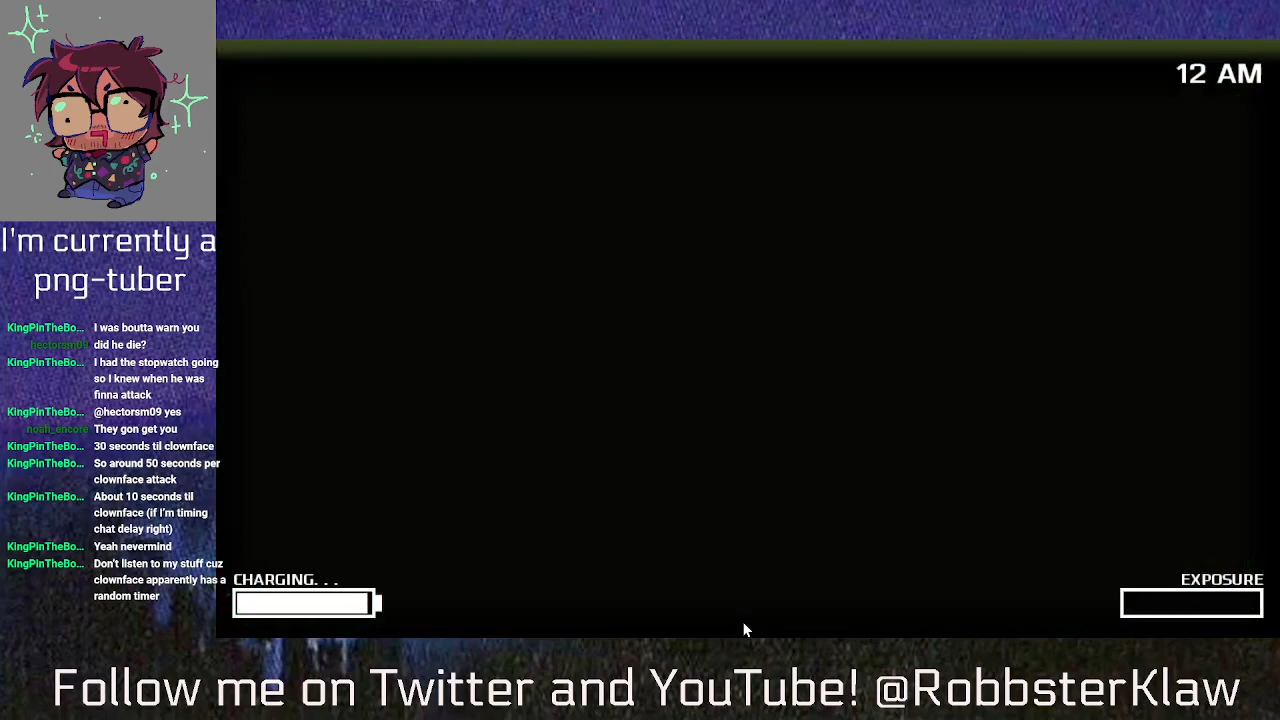 12 AM
I'm currently a
png-tuber
KingPinTheBo... I was boutta warn you
hectorsm09 did he die?
KingPinTheBo... I had the stopwatch going
so I knew when he was
finna attack
KingPinTheBo... @hectorsm09 yes
noah_encore They gon get you
KingPinTheBo... 30 seconds til clownface
KingPinTheBo... So around 50 seconds per
clownface attack
KingPinTheBo... About 10 seconds til
clownface (if I'm timing
chat delay right)
KingPinTheBo... Yeah nevermind
KingPinTheBo... Don't listen to my stuff cuz
clownface apparently has a
random timer
CHARGING. . .
EXPOSURE
Follow me on Twitter and YouTube! @RobbsterKlaw